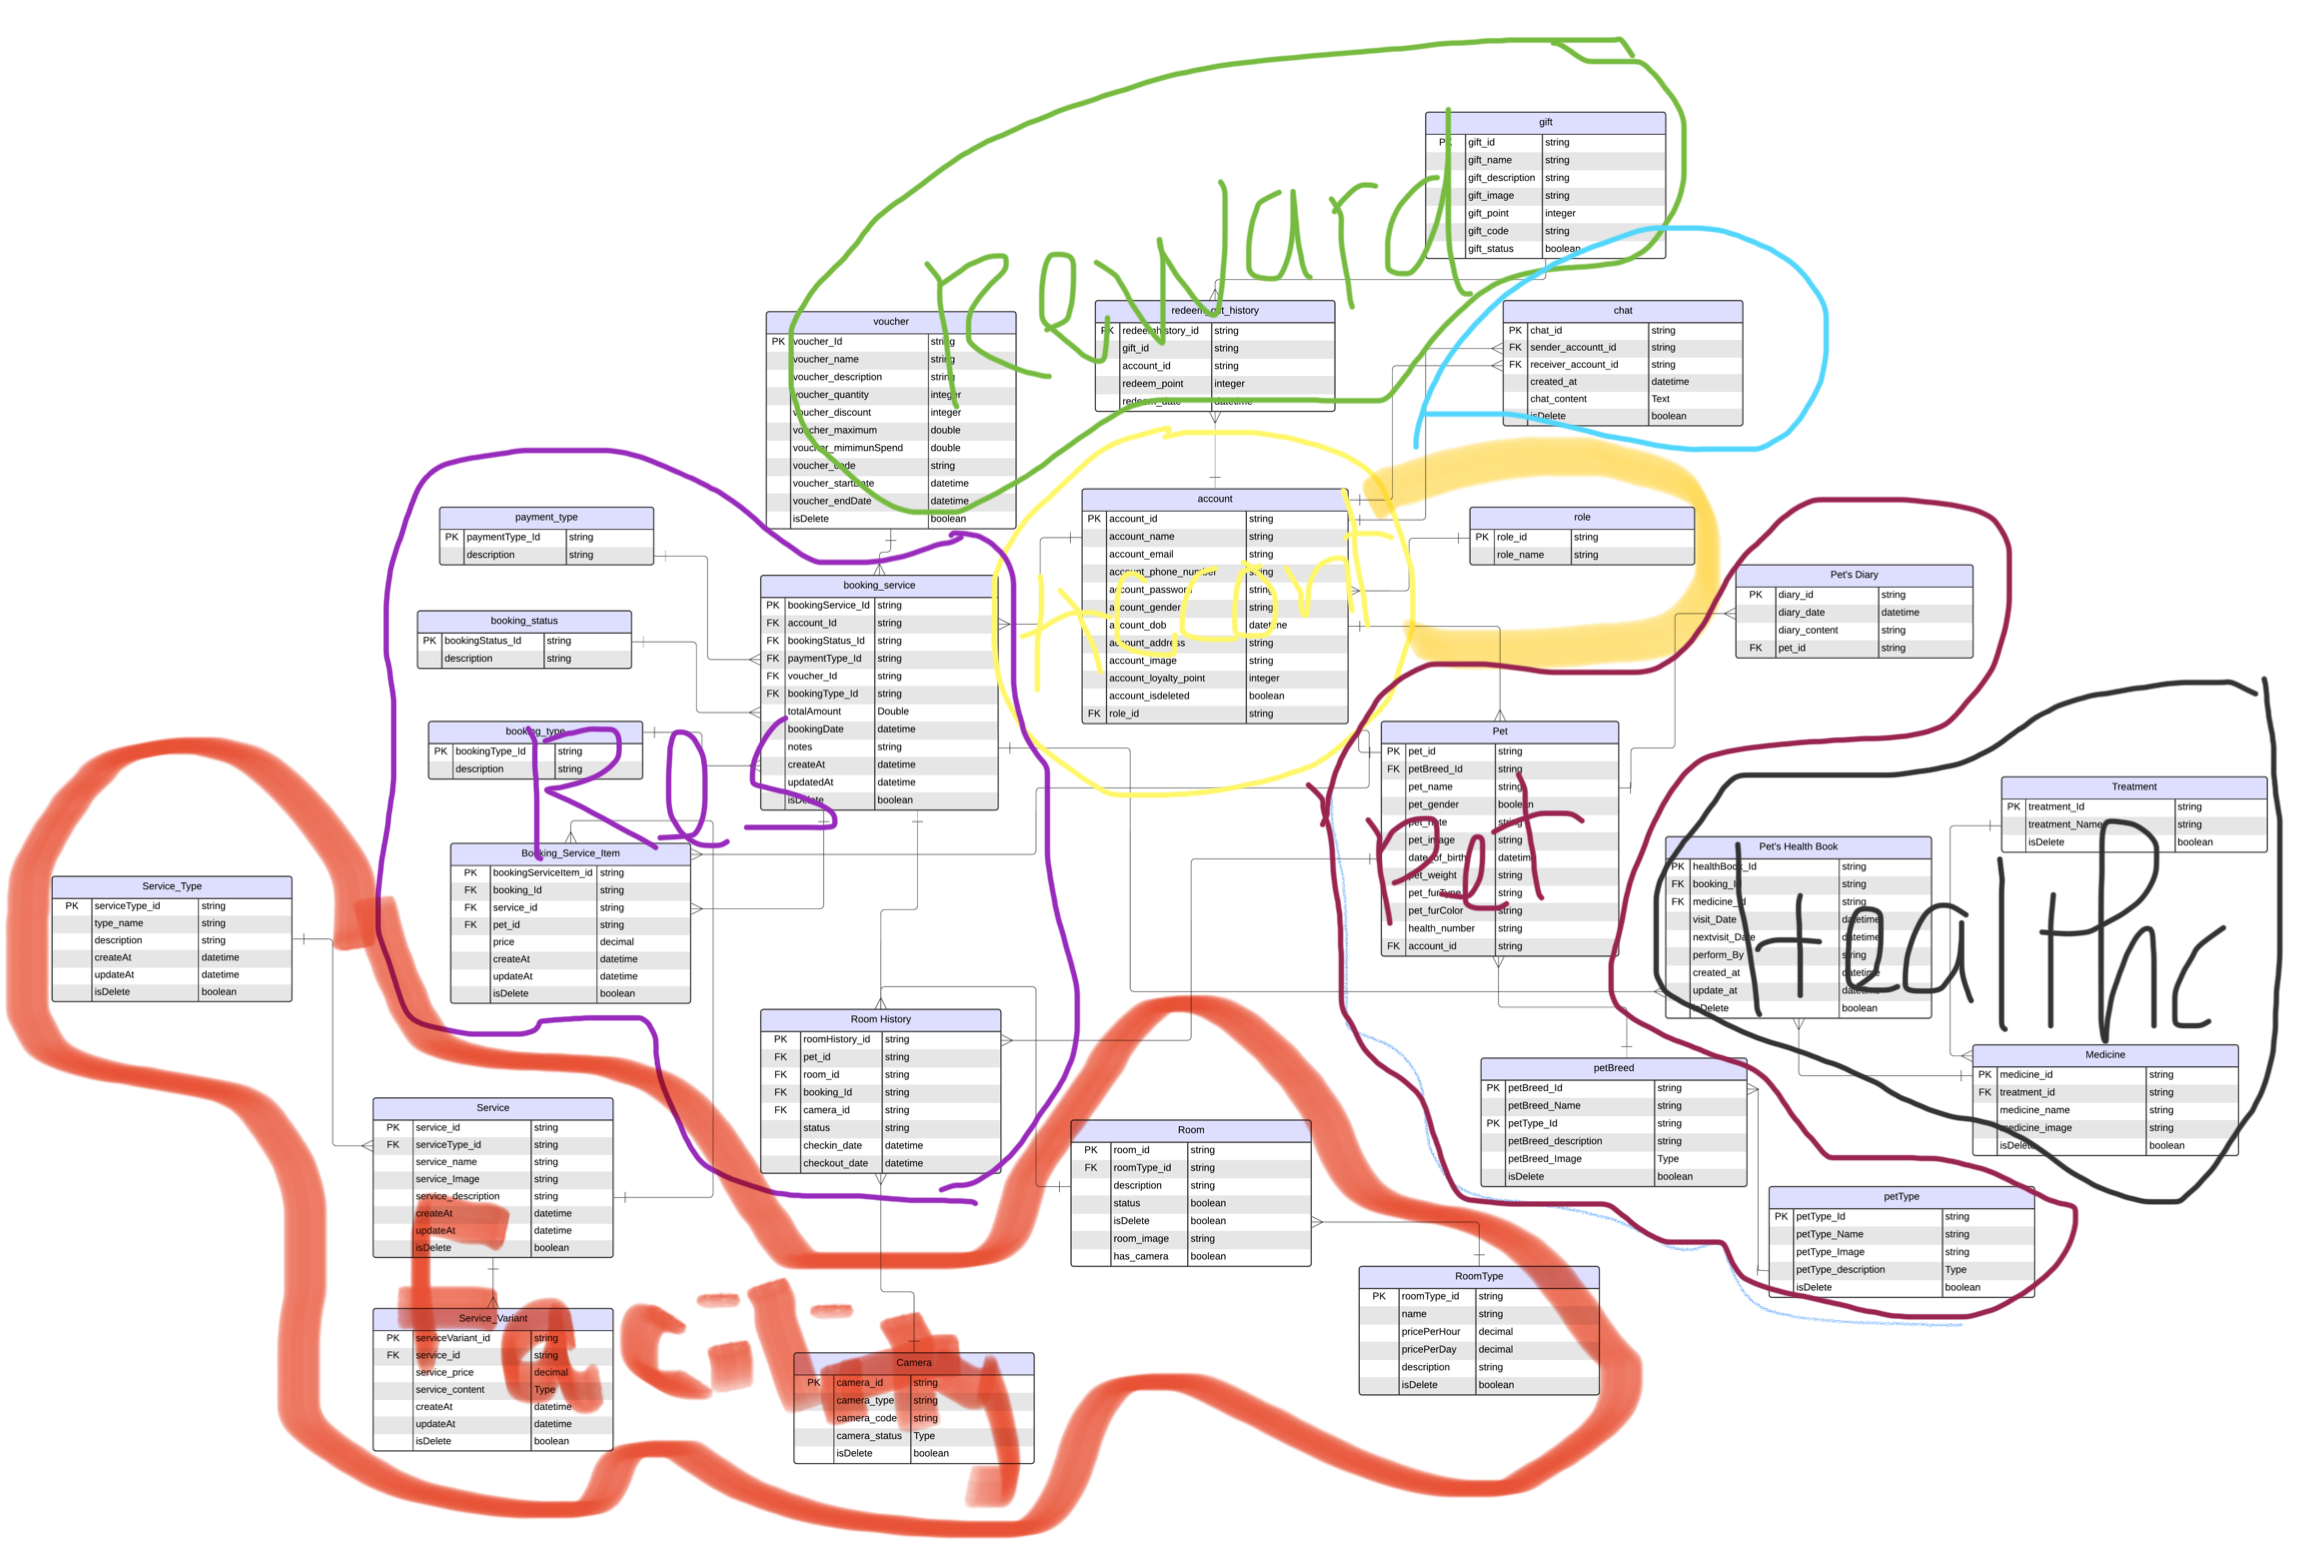 gift
PK gift_id string
gift_name string
gift_description string
gift_image string
gift_point integer
gift_code string
gift_status boolean
Reward
voucher
PK voucher_Id string
voucher_name string
voucher_description string
voucher_quantity integer
voucher_discount integer
voucher_maximum double
voucher_mimimunSpend double
voucher_code string
voucher_startDate datetime
voucher_endDate datetime
isDelete boolean
redeem_gift_history
PK redeemhistory_id string
gift_id string
account_id string
redeem_point integer
redeem_date datetime
chat
PK chat_id string
FK sender_accountt_id string
FK receiver_account_id string
created_at datetime
chat_content Text
isDelete boolean
payment_type
PK paymentType_Id string
description string
booking_status
PK bookingStatus_Id string
description string
booking_type
PK bookingType_Id string
description string
booking_service
PK bookingService_Id string
FK account_Id string
FK bookingStatus_Id string
FK paymentType_Id string
FK voucher_Id string
FK bookingType_Id string
totalAmount Double
bookingDate datetime
notes string
createAt datetime
updatedAt datetime
isDelete boolean
account
PK account_id string
account_name string
account_email string
account_phone_number string
account_password string
account_gender string
account_dob datetime
account_address string
account_image string
account_loyalty_point integer
account_isdeleted boolean
FK role_id string
role
PK role_id string
role_name string
Pet's Diary
PK diary_id string
diary_date datetime
diary_content string
FK pet_id string
Pet
PK pet_id string
FK petBreed_Id string
pet_name string
pet_gender boolean
pet_note string
pet_image string
date_of_birth datetime
pet_weight string
pet_furType string
pet_furColor string
health_number string
FK account_id string
Pet
Treatment
PK treatment_Id string
treatment_Name string
isDelete boolean
Pet's Health Book
PK healthBook_Id string
FK booking_Id string
FK medicine_Id string
visit_Date datetime
nextvisit_Date datetime
perform_By string
created_at datetime
update_at datetime
isDelete boolean
Medicine
PK medicine_id string
FK treatment_id string
medicine_name string
medicine_image string
isDelete boolean
Booking_Service_Item
PK bookingServiceItem_id string
FK booking_Id string
FK service_id string
FK pet_id string
price decimal
createAt datetime
updateAt datetime
isDelete boolean
Service_Type
PK serviceType_id string
type_name string
description string
createAt datetime
updateAt datetime
isDelete boolean
Room History
PK roomHistory_id string
FK pet_id string
FK room_id string
FK booking_Id string
FK camera_id string
status string
checkin_date datetime
checkout_date datetime
petBreed
PK petBreed_Id string
petBreed_Name string
PK petType_Id string
petBreed_description string
petBreed_Image Type
isDelete boolean
petType
PK petType_Id string
petType_Name string
petType_Image string
petType_description Type
isDelete boolean
Service
PK service_id string
FK serviceType_id string
service_name string
service_Image string
service_description string
createAt datetime
updateAt datetime
isDelete boolean
Room
PK room_id string
FK roomType_id string
description string
status boolean
isDelete boolean
room_image string
has_camera boolean
RoomType
PK roomType_id string
name string
pricePerHour decimal
pricePerDay decimal
description string
isDelete boolean
Service_Variant
PK serviceVariant_id string
FK service_id string
service_price decimal
service_content Type
createAt datetime
updateAt datetime
isDelete boolean
Facility
Camera
PK camera_id string
camera_type string
camera_code string
camera_status Type
isDelete boolean